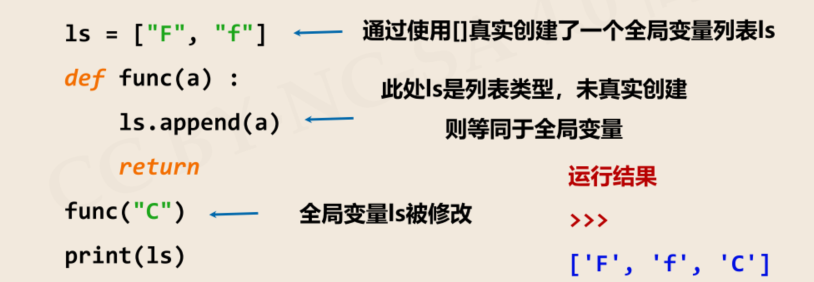 ls = ["F", "f"]
通过使用[]真实创建了一个全局变量列表ls
def func(a) :
此处ls是列表类型，未真实创建
ls.append(a)
则等同于全局变量
return
运行结果
func("C")
全局变量ls被修改
>>>
print(ls)
['F', 'f', 'C']
CC BY-NC-SA